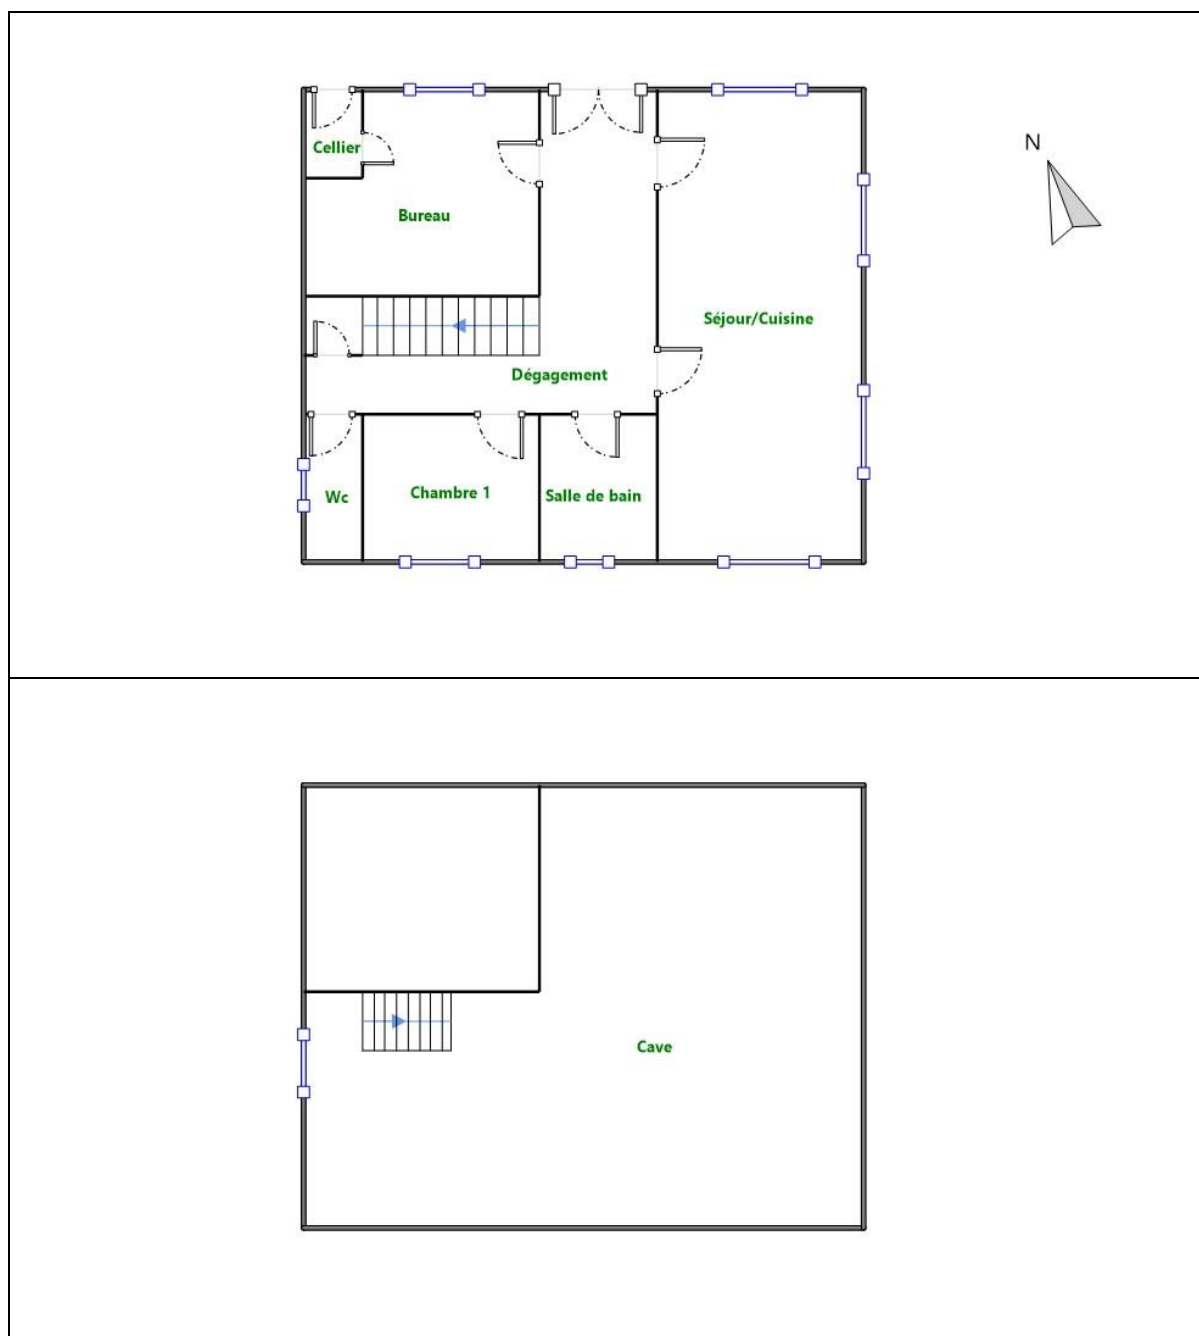 N
Cellier
Bureau
Séjour/Cuisine
Dégagement
Wc
Chambre 1
Salle de bain
Cave